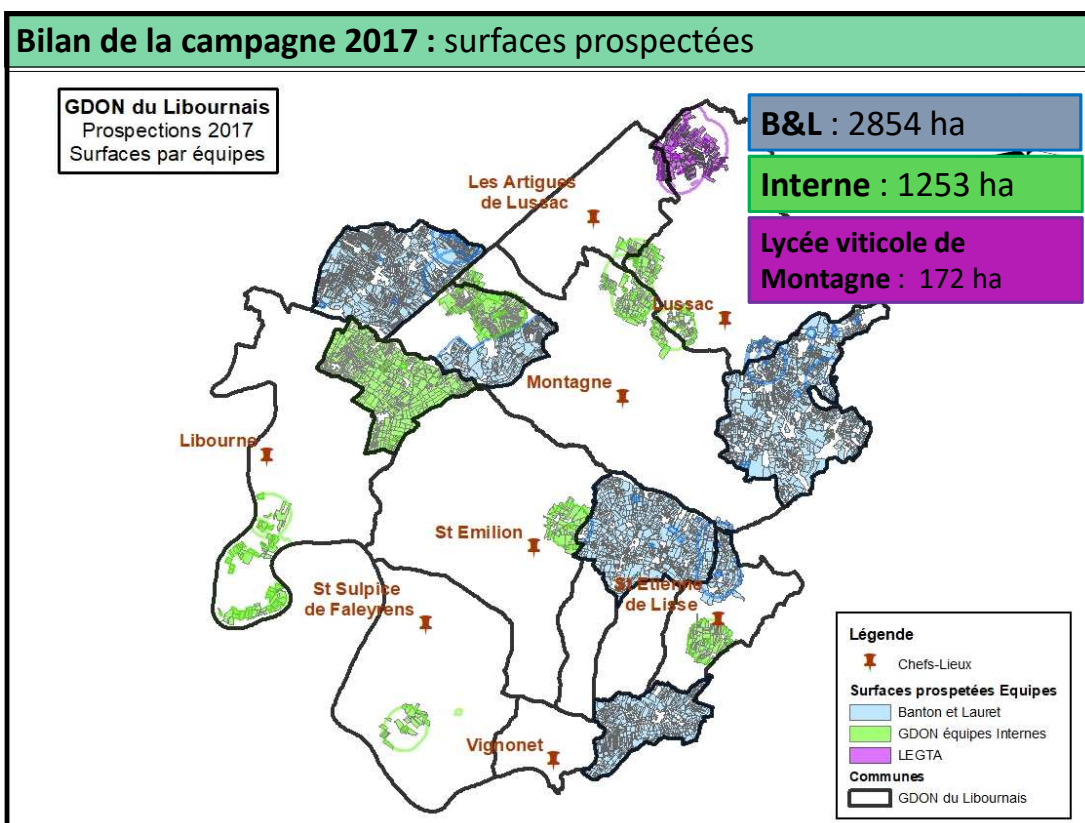 Bilan de la campagne 2017 : surfaces prospectées
GDON du Libournais
Prospections 2017
Surfaces par équipes
B&L : 2854 ha
Interne : 1253 ha
Lycée viticole de
Montagne : 172 ha
Les Artigues
de Lussac
Lussac
Montagne
Libourne
St Emilion
St Etienne
de Lisse
St Sulpice
de Faleyrens
Vignonet
Légende
Chefs-Lieux
Surfaces prospetées Equipes
Banton et Lauret
GDON équipes Internes
LEGTA
Communes
GDON du Libournais